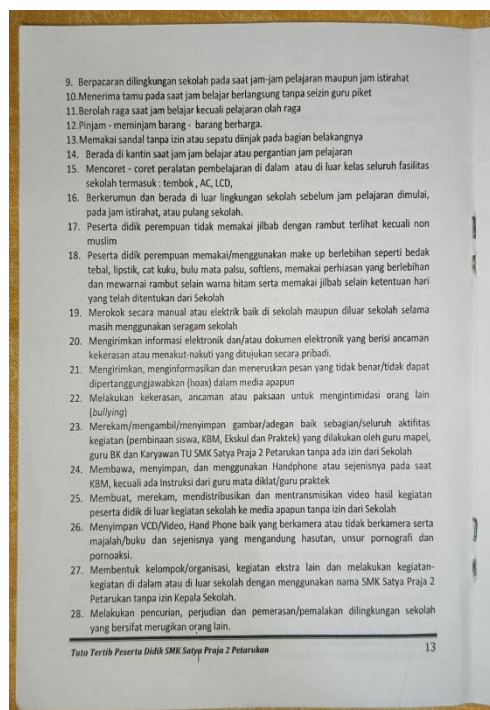 9. Berpacaran dilingkungan sekolah pada saat jam-jam pelajaran maupun jam istirahat
10.Menerima tamu pada saat jam belajar berlangsung tanpa seizin guru piket
11.Berolah raga saat jam belajar kecuali pelajaran olah raga
12.Pinjam - meminjam barang - barang berharga.
13.Memakai sandal tanpa izin atau sepatu diinjak pada bagian belakangnya
14. Berada di kantin saat jam jam belajar atau pergantian jam pelajaran
15. Mencoret - coret peralatan pembelajaran di dalam atau di luar kelas seluruh fasilitas
sekolah termasuk : tembok , AC, LCD,
16. Berkerumun dan berada di luar lingkungan sekolah sebelum jam pelajaran dimulai,
pada jam istirahat, atau pulang sekolah.
17. Peserta didik perempuan tidak memakai jilbab dengan rambut terlihat kecuali non
muslim
18. Peserta didik perempuan memakai/menggunakan make up berlebihan seperti bedak
tebal, lipstik, cat kuku, bulu mata palsu, softlens, memakai perhiasan yang berlebihan
dan mewarnai rambut selain warna hitam serta memakai jilbab selain ketentuan hari
yang telah ditentukan dari Sekolah
19. Merokok secara manual atau elektrik baik di sekolah maupun diluar sekolah selama
masih menggunakan seragam sekolah
20. Mengirimkan informasi elektronik dan/atau dokumen elektronik yang berisi ancaman
kekerasan atau menakut-nakuti yang ditujukan secara pribadi.
21. Mengirimkan, menginformasikan dan meneruskan pesan yang tidak benar/tidak dapat
dipertanggungjawabkan (hoax) dalam media apapun
22. Melakukan kekerasan, ancaman atau paksaan untuk mengintimidasi orang lain
(bullying)
23. Merekam/mengambil/menyimpan gambar/adegan baik sebagian/seluruh aktifitas
kegiatan (pembinaan siswa, KBM, Ekskul dan Praktek) yang dilakukan oleh guru mapel,
guru BK dan Karyawan TU SMK Satya Praja 2 Petarukan tanpa ada izin dari Sekolah
24. Membawa, menyimpan, dan menggunakan Handphone atau sejenisnya pada saat
KBM, kecuali ada Instruksi dari guru mata diklat/guru praktek
25. Membuat, merekam, mendistribusikan dan mentransmisikan video hasil kegiatan
peserta didik di luar kegiatan sekolah ke media apapun tanpa izin dari Sekolah
26. Menyimpan VCD/Video, Hand Phone baik yang berkamera atau tidak berkamera serta
majalah/buku dan sejenisnya yang mengandung hasutan, unsur pornografi dan
pornoaksi.
27. Membentuk kelompok/organisasi, kegiatan ekstra lain dan melakukan kegiatan-
kegiatan di dalam atau di luar sekolah dengan menggunakan nama SMK Satya Praja 2
Petarukan tanpa izin Kepala Sekolah.
28. Melakukan pencurian, perjudian dan pemerasan/pemalakan dilingkungan sekolah
yang bersifat merugikan orang lain.
Tata Tertib Peserta Didik SMK Satya Praja 2 Petarukan 13